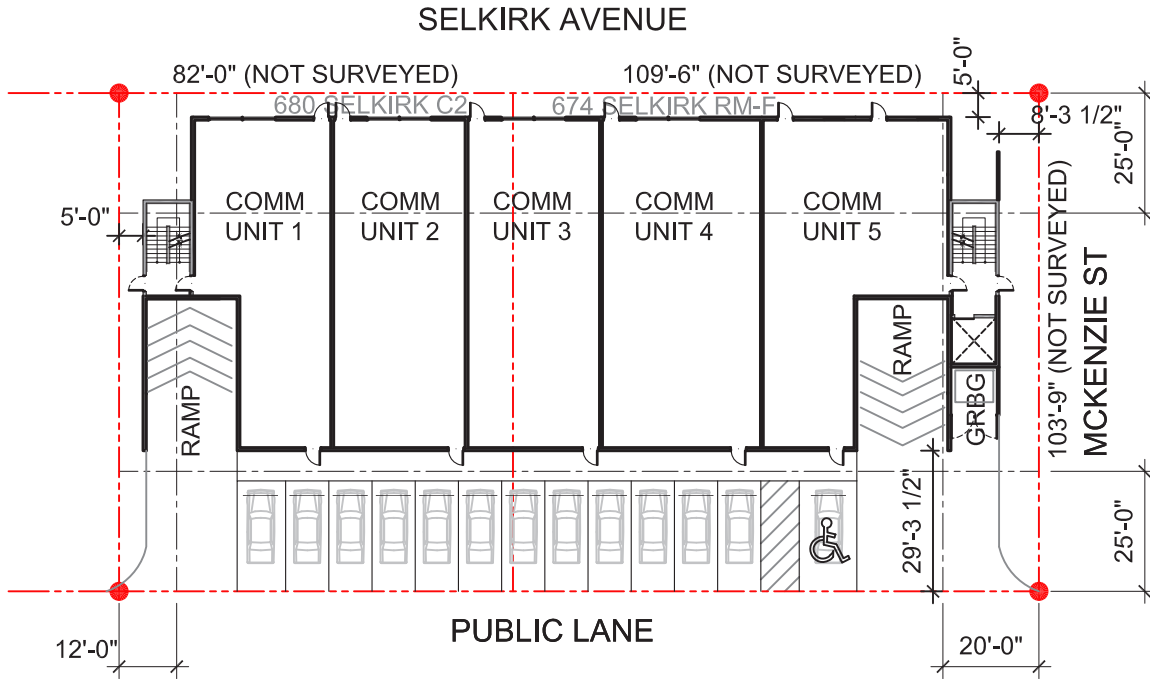 SELKIRK AVENUE
82'-0" (NOT SURVEYED)
109'-6" (NOT SURVEYED)
5'-0"
680 SELKIRK C2
674 SELKIRK RM-F
8'-3 1/2"
25'-0"
COMM
UNIT 1
COMM
UNIT 2
COMM
UNIT 3
COMM
UNIT 4
COMM
UNIT 5
5'-0"
103'-9" (NOT SURVEYED)
MCKENZIE ST
RAMP
RAMP
GRBG
29'-3 1/2"
25'-0"
PUBLIC LANE
12'-0"
20'-0"